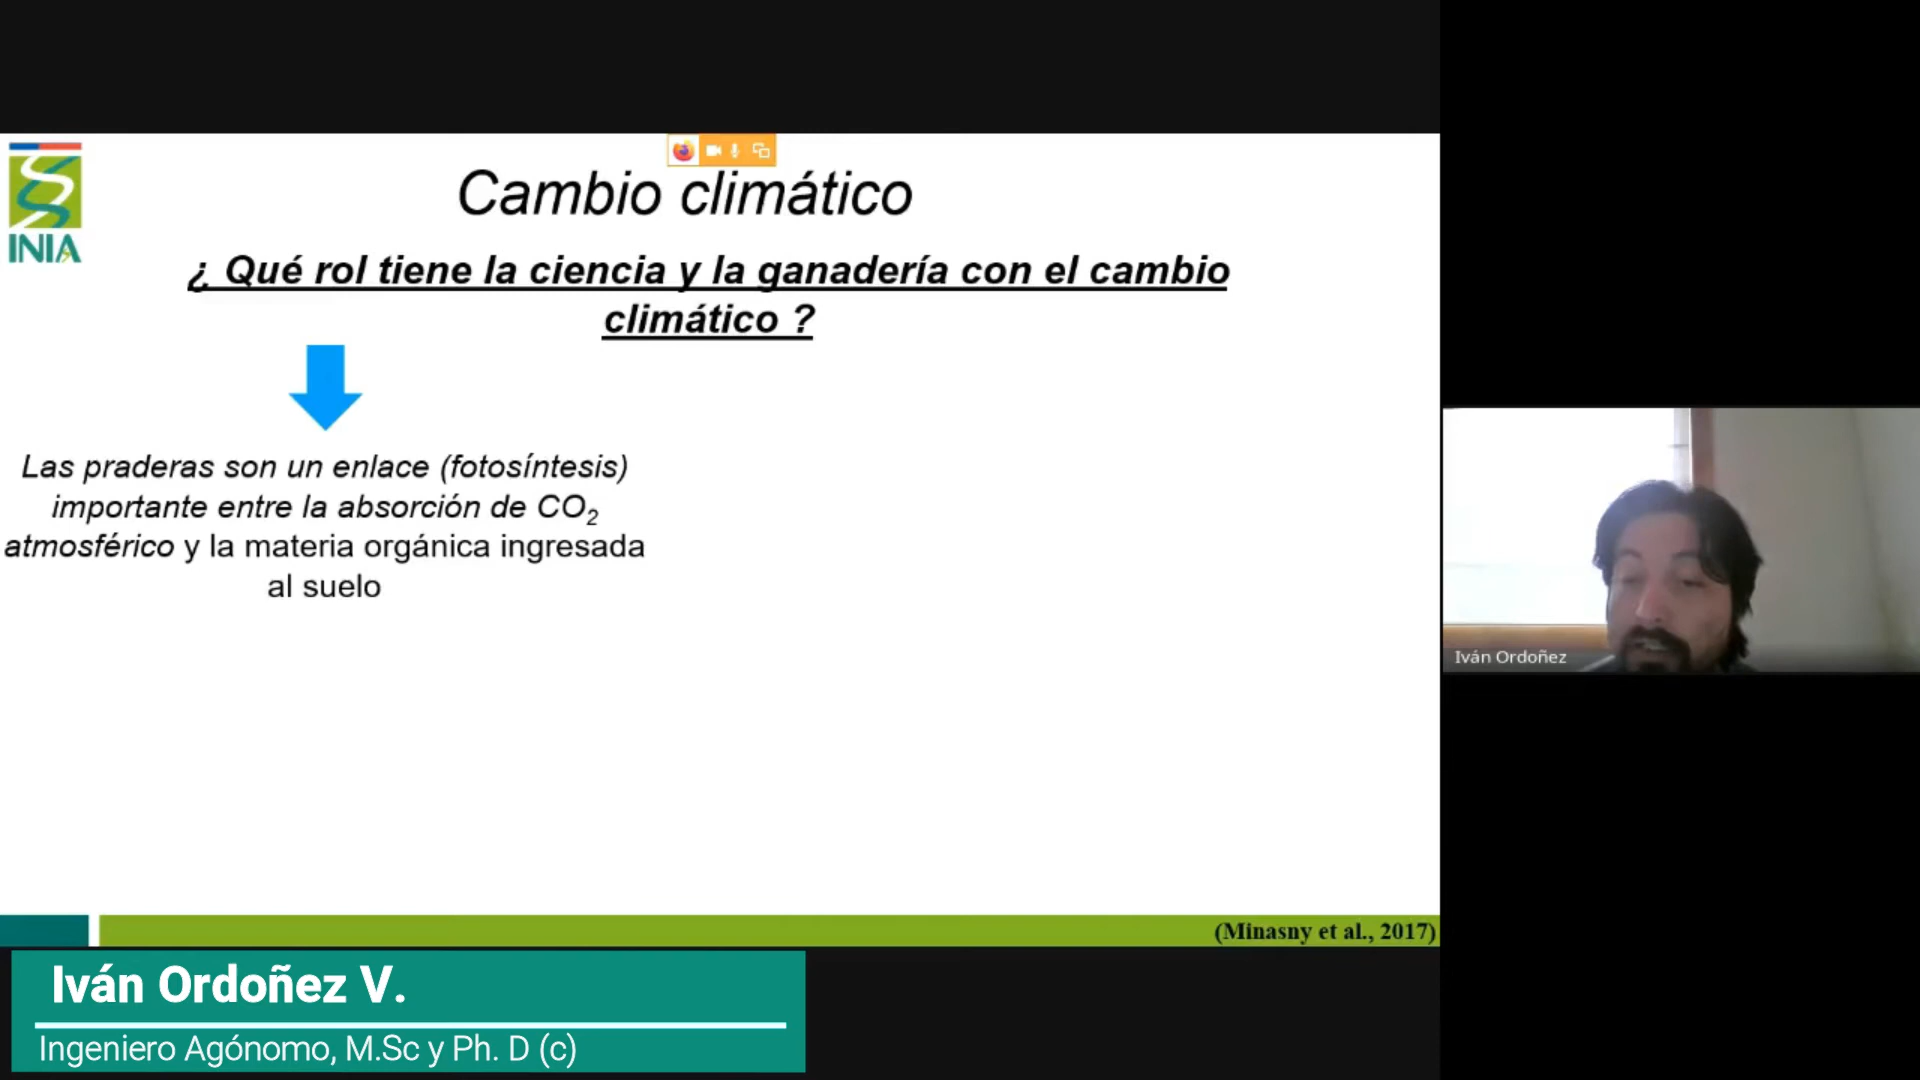 INIA
Cambio climático
¿ Qué rol tiene la ciencia y la ganadería con el cambio
climático ?
Las praderas son un enlace (fotosíntesis)
importante entre la absorción de CO₂
atmosférico y la materia orgánica ingresada
al suelo
(Minasny et al., 2017)
Iván Ordoñez
Iván Ordoñez V.
Ingeniero Agónomo, M.Sc y Ph. D (c)